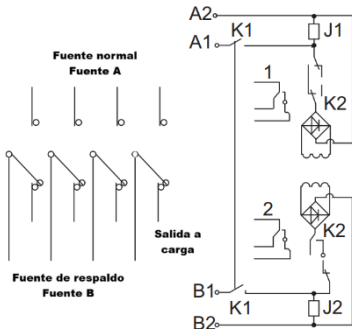 Fuente normal
Fuente A
Salida a
carga
Fuente de respaldo
Fuente B
A2
J1
A1
K1
1
K2
2
K2
B1
K1
J2
B2